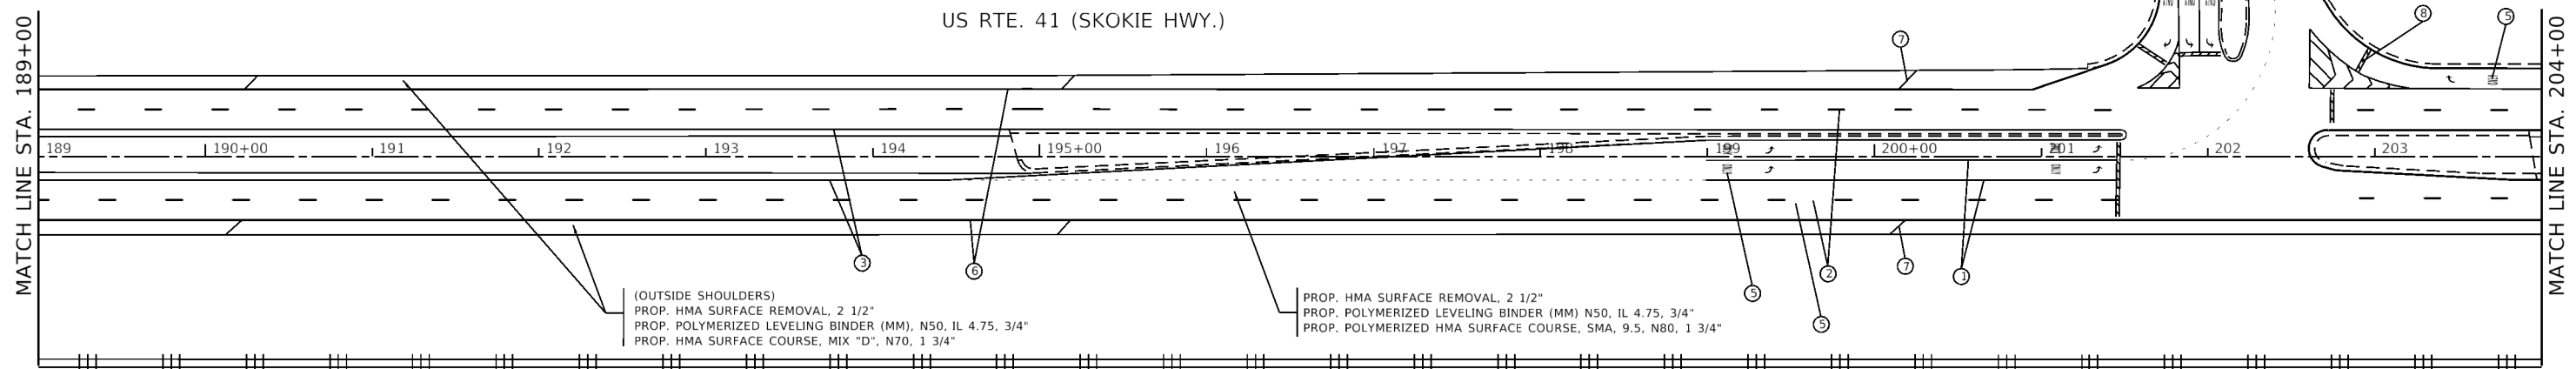 US RTE. 41 (SKOKIE HWY.)
MATCH LINE STA. 189+00
MATCH LINE STA. 204+00
8
5
7
189 190+00 191 192 193 194 195+00 196 197 198 199 200+00 201 202 203
3
6
2
7
1
5
5
(OUTSIDE SHOULDERS)
PROP. HMA SURFACE REMOVAL, 2 1/2"
PROP. POLYMERIZED LEVELING BINDER (MM), N50, IL 4.75, 3/4"
PROP. HMA SURFACE COURSE, MIX "D", N70, 1 3/4"
PROP. HMA SURFACE REMOVAL, 2 1/2"
PROP. POLYMERIZED LEVELING BINDER (MM) N50, IL 4.75, 3/4"
PROP. POLYMERIZED HMA SURFACE COURSE, SMA, 9.5, N80, 1 3/4"